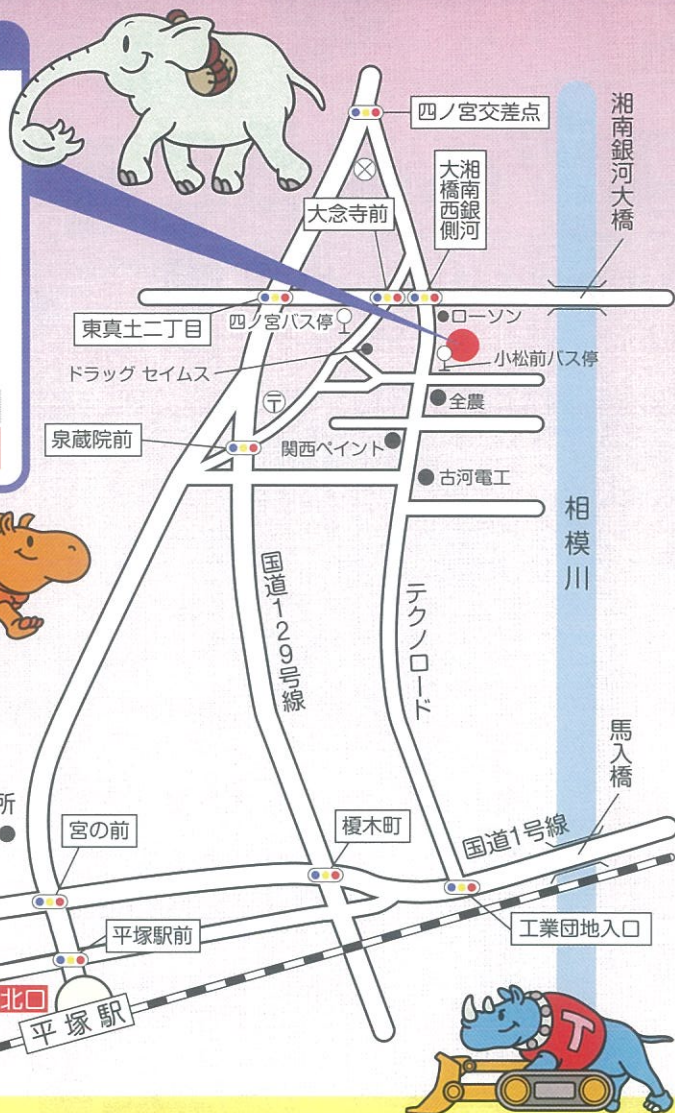 四ノ宮交差点
湘南銀河大橋
湘南銀河
大橋西側
大念寺前
東真土二丁目
四ノ宮バス停
ローソン
小松前バス停
ドラッグ セイムス
〒
全農
泉蔵院前
関西ペイント
古河電工
相模川
国道129号線
テクノロード
馬入橋
所
宮の前
榎木町
国道1号線
平塚駅前
工業団地入口
北口
平塚駅
T